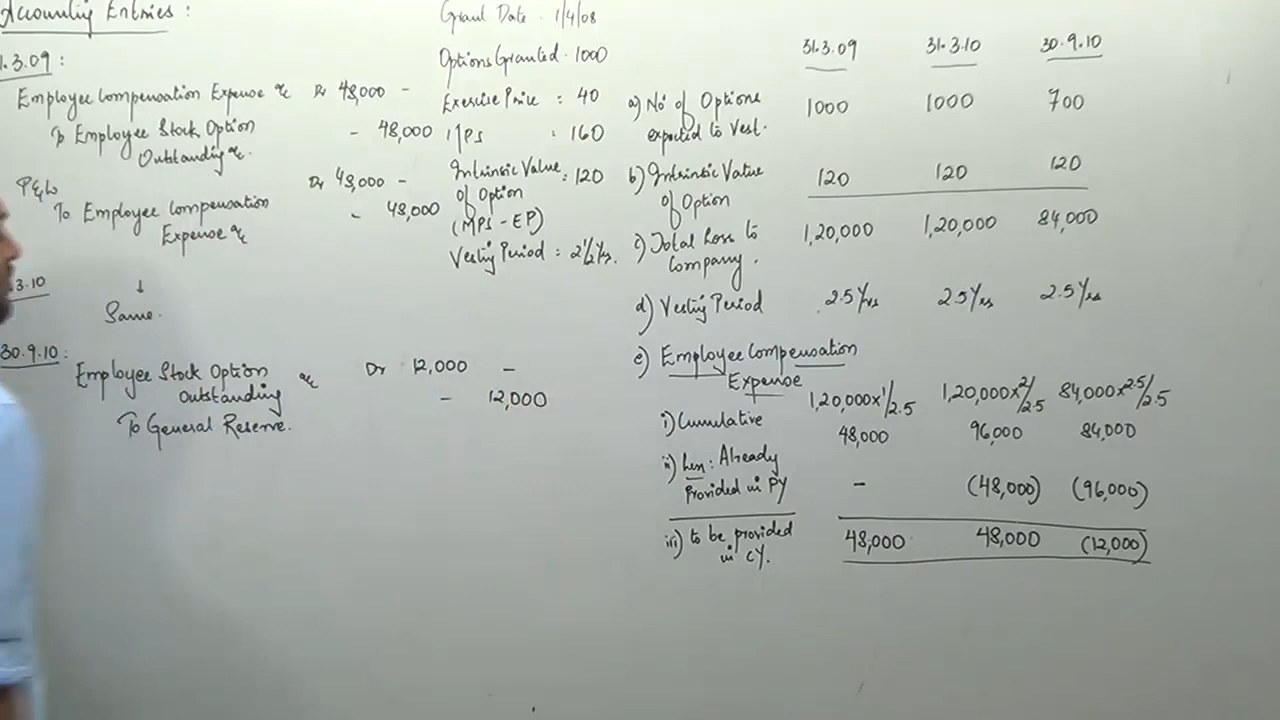 Accounting Entries :
1.3.09 :
Employee Compensation Expense a/c Dr 48,000 -
To Employee Stock Option - 48,000
Outstanding a/c.
P&L Dr 48,000 -
To Employee Compensation - 48,000
Expense a/c
3.10
↓
Same.
30.9.10 :
Employee Stock Option a/c Dr 12,000 -
Outstanding - 12,000
To General Reserve.
Grant Date . 1/4/08
Options Granted . 1000
Exercise Price : 40
MPS : 160
Intrinsic Value : 120
of Option
(MPS - EP)
Vesting Period : 2½ Yrs.
31.3.09 31.3.10 30.9.10
a) No of Options 1000 1000 700
expected to Vest.
b) Intrinsic Value 120 120 120
of Option
c) Total Loss to 1,20,000 1,20,000 84,000
Company.
d) Vesting Period 2.5 Yrs 2.5 Yrs 2.5 Yrs
e) Employee Compensation
Expense 1,20,000x1/2.5 1,20,000x2/2.5 84,000x2.5/2.5
i) Cumulative 48,000 96,000 84,000
ii) Less : Already
Provided in PY - (48,000) (96,000)
iii) to be provided 48,000 48,000 (12,000)
in CY.